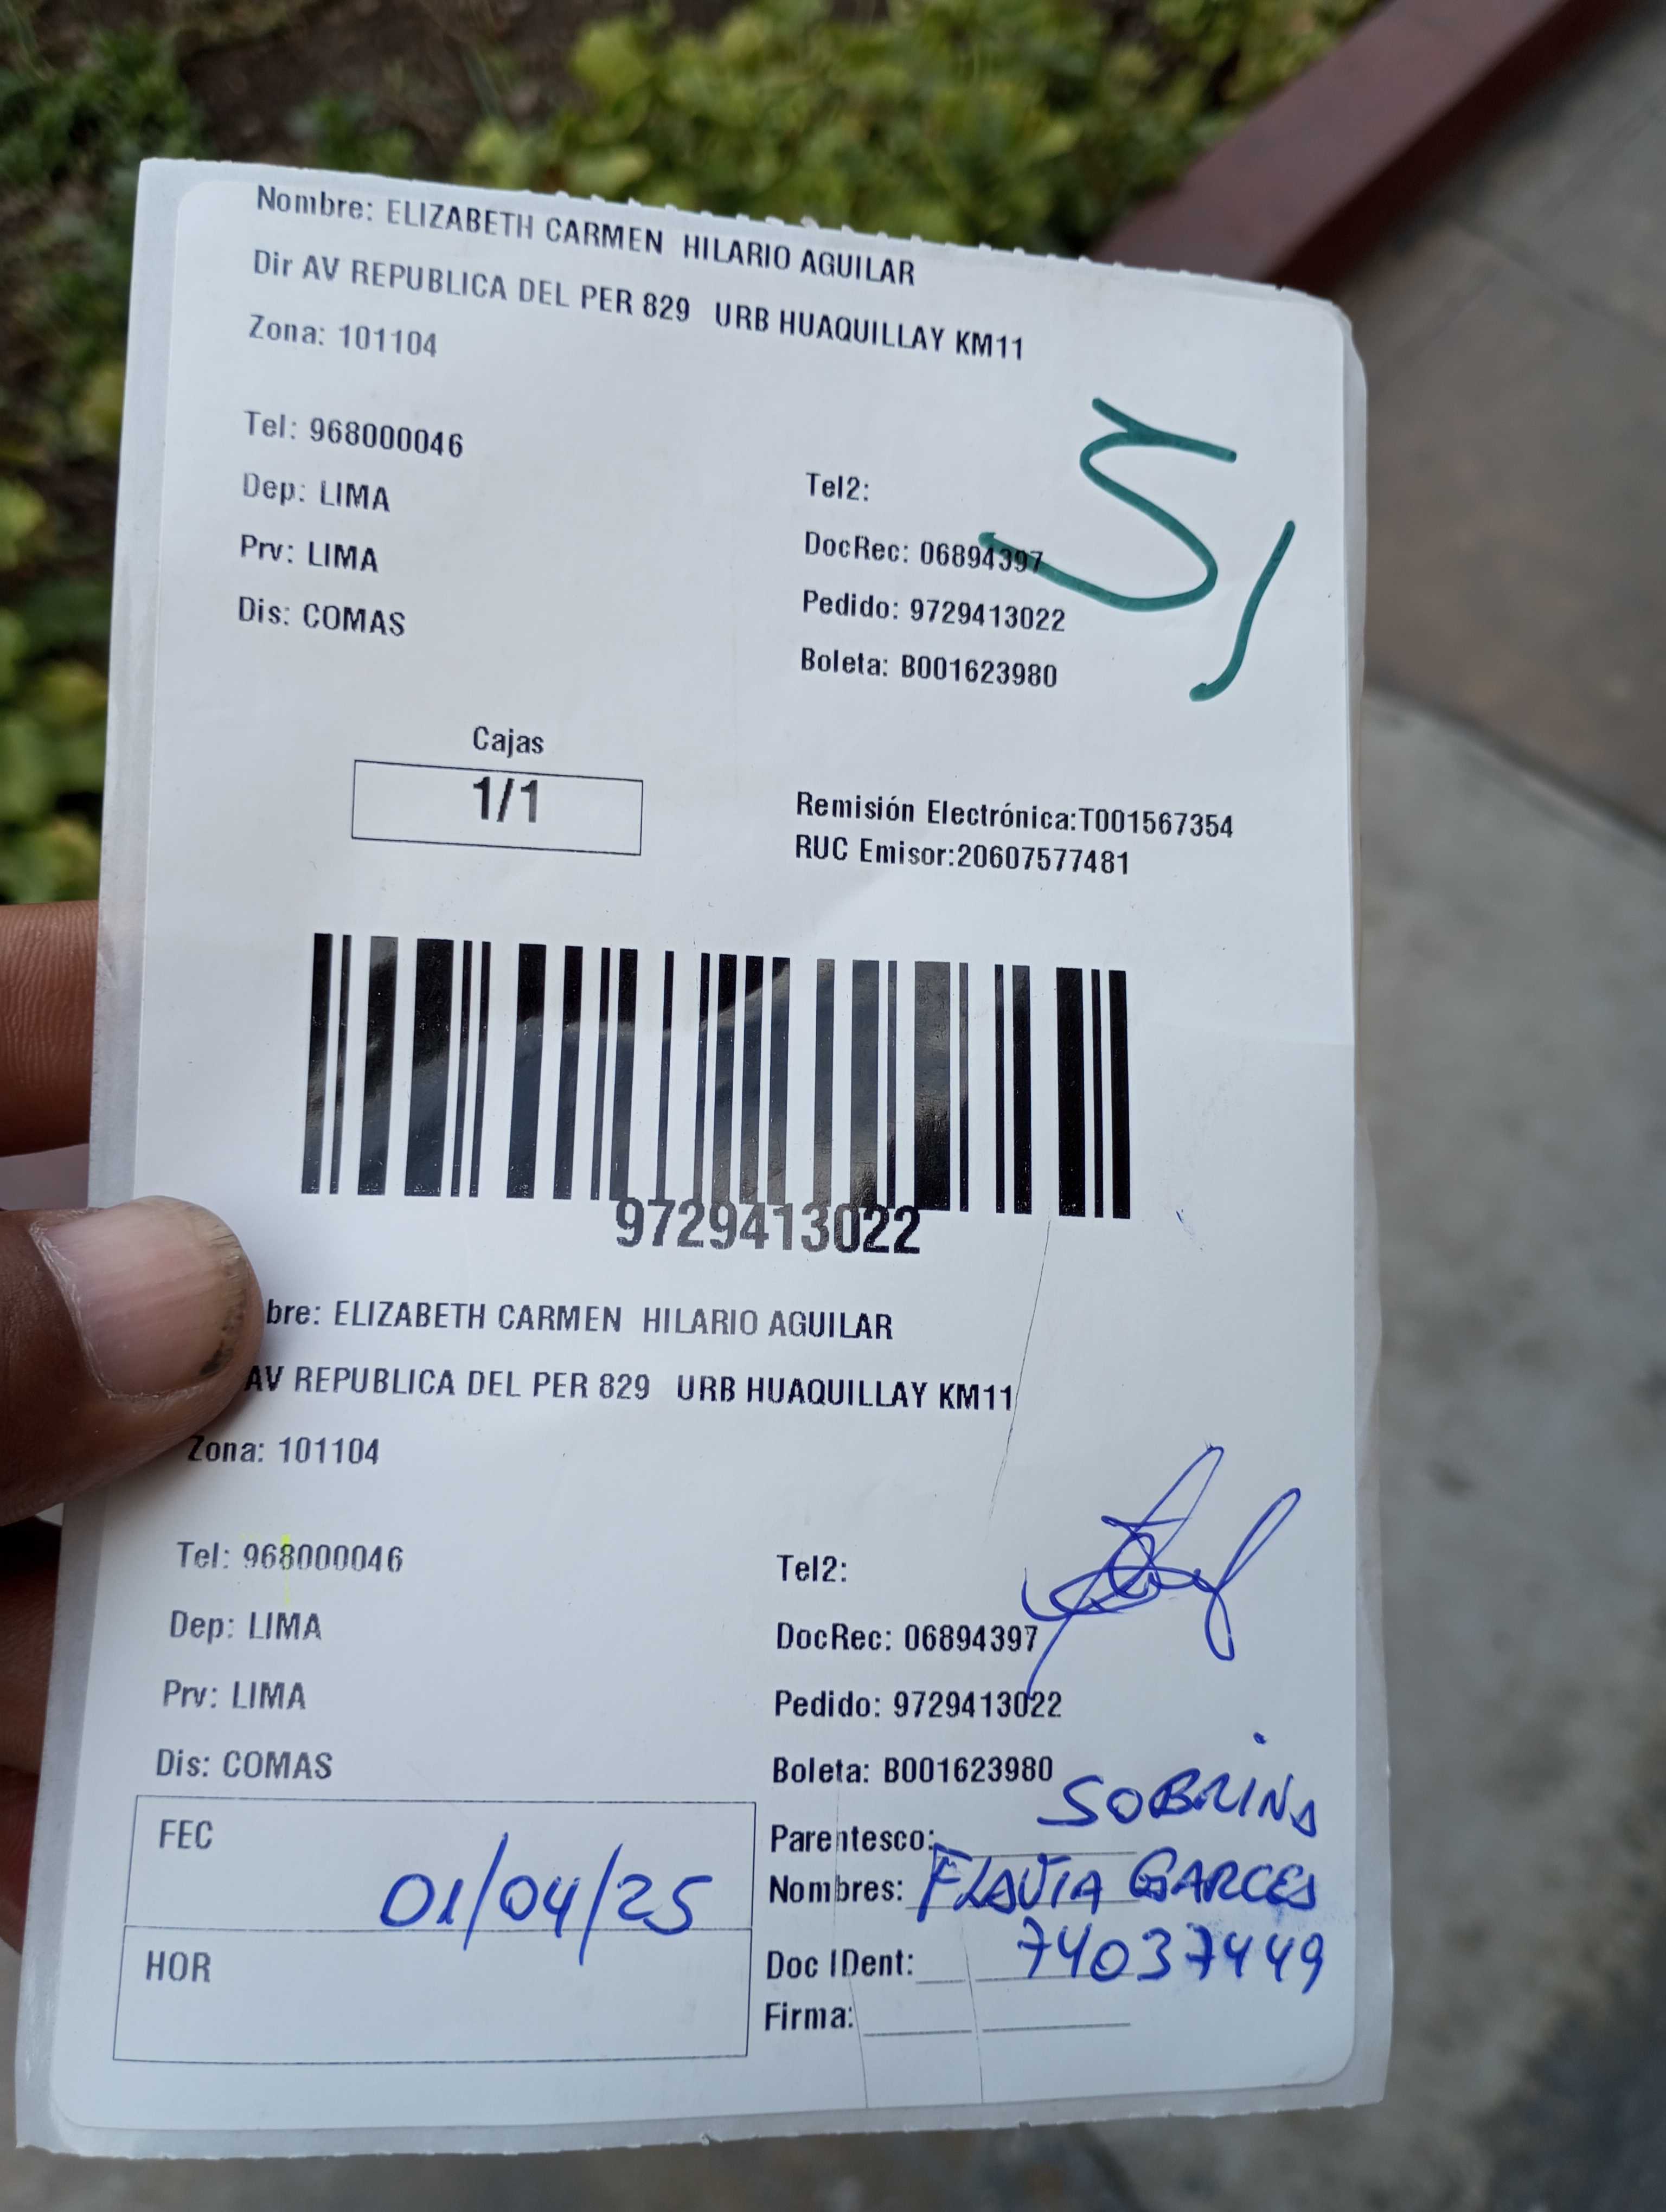 Nombre: ELIZABETH CARMEN HILARIO AGUILAR
Dir AV REPUBLICA DEL PER 829 URB HUAQUILLAY KM11
Zona: 101104
Tel: 968000046
Tel2:
Dep: LIMA
DocRec: 06894397
Prv: LIMA
Pedido: 9729413022
Dis: COMAS
Boleta: B001623980
Cajas
1/1
Remisión Electrónica:T001567354
RUC Emisor:20607577481
9729413022
bre: ELIZABETH CARMEN HILARIO AGUILAR
AV REPUBLICA DEL PER 829 URB HUAQUILLAY KM11
Zona: 101104
Tel: 968000046
Tel2:
Dep: LIMA
DocRec: 06894397
Prv: LIMA
Pedido: 9729413022
Dis: COMAS
Boleta: B001623980
FEC 01/04/25
HOR
Parentesco: SOBRINA
Nombres: FLAVIA GARCES
Doc IDent: 74037449
Firma: